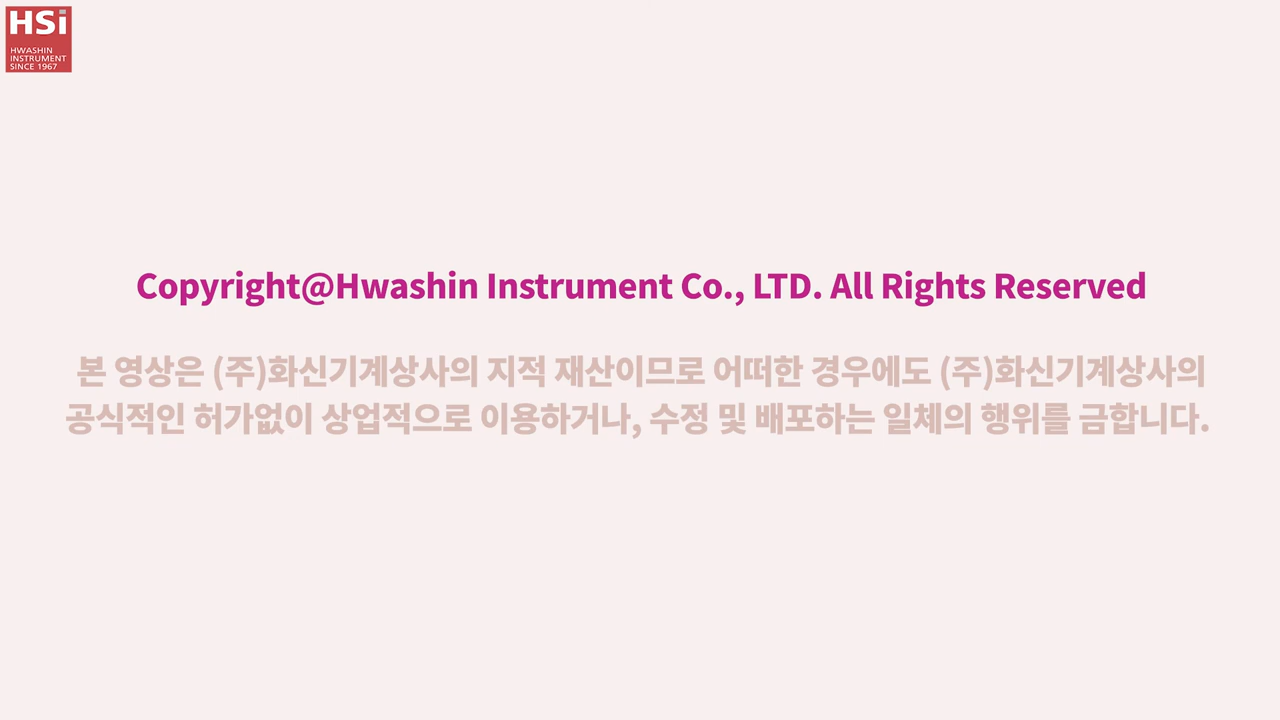 HSi
HWASHIN
INSTRUMENT
SINCE 1967
Copyright@Hwashin Instrument Co., LTD. All Rights Reserved
본 영상은 (주)화신기계상사의 지적 재산이므로 어떠한 경우에도 (주)화신기계상사의
공식적인 허가없이 상업적으로 이용하거나, 수정 및 배포하는 일체의 행위를 금합니다.